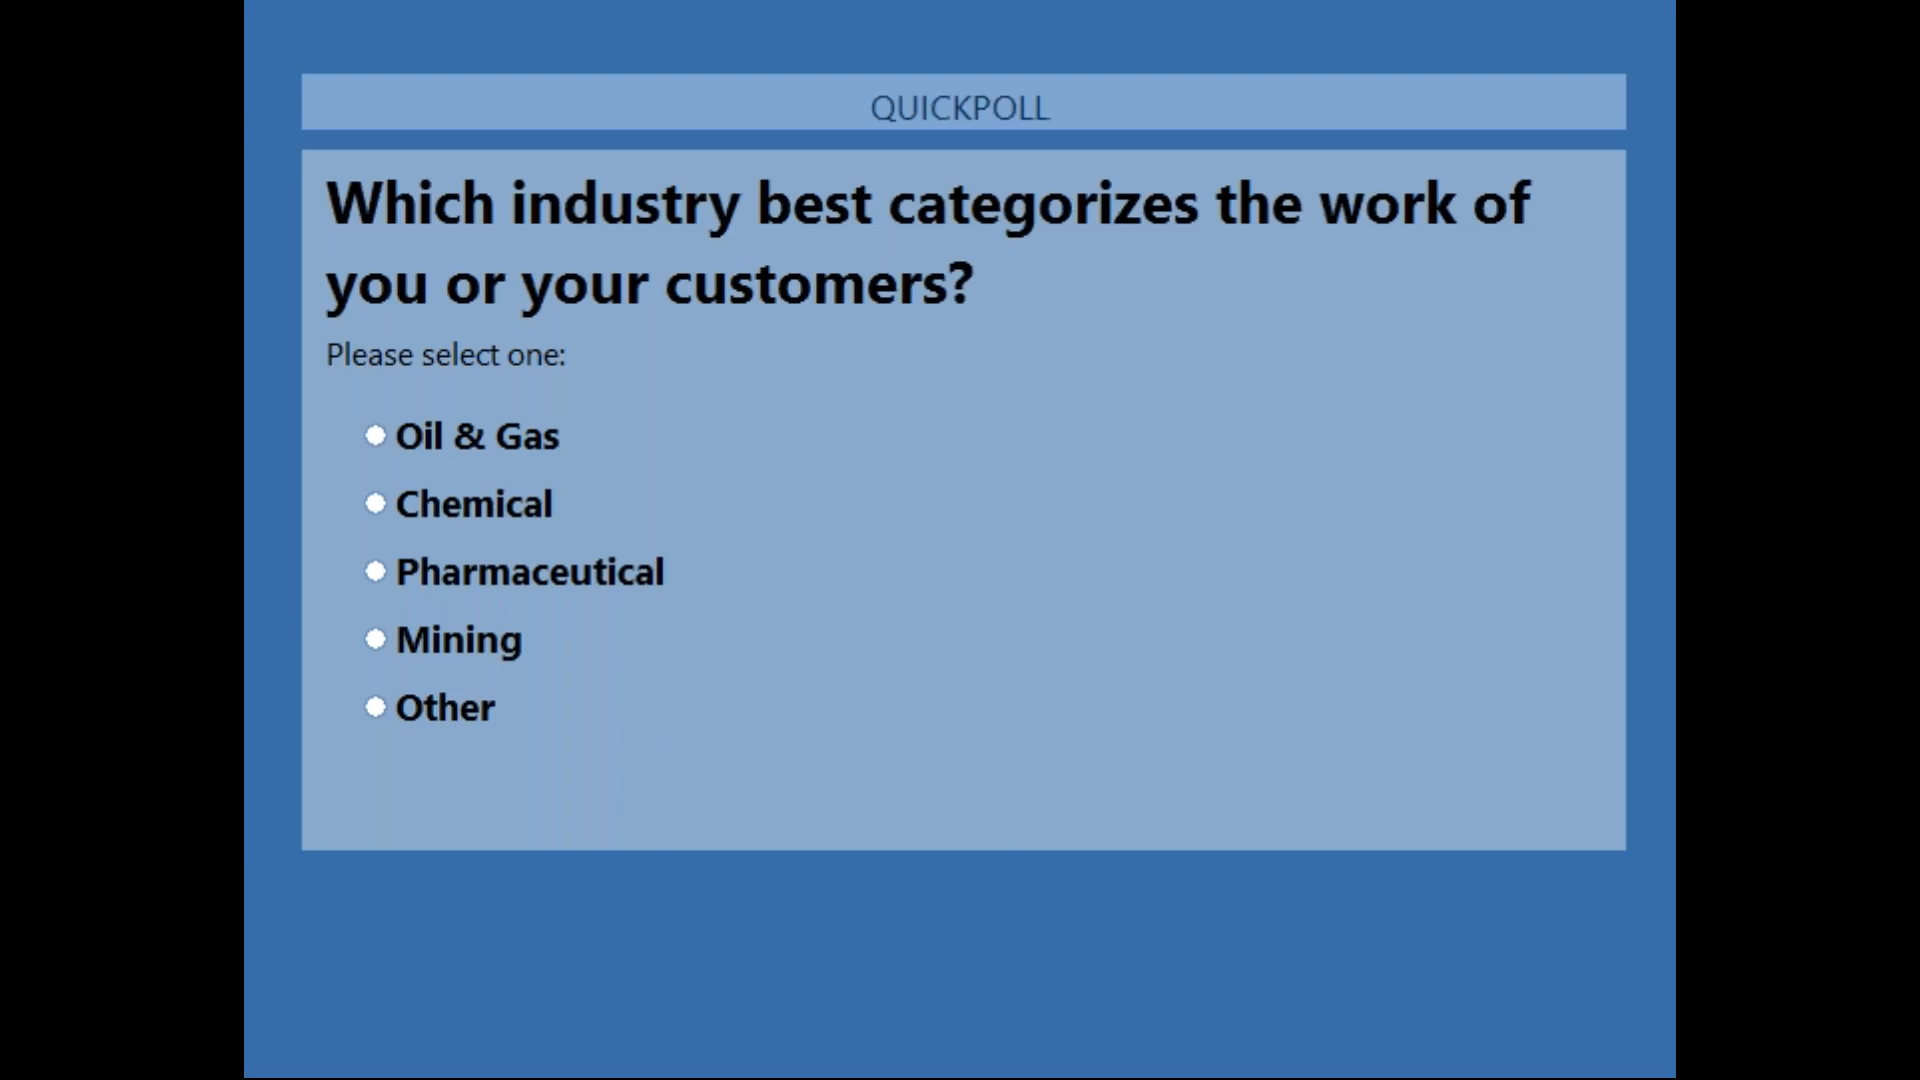 QUICKPOLL
Which industry best categorizes the work of
you or your customers?
Please select one:
Oil & Gas
Chemical
Pharmaceutical
Mining
Other